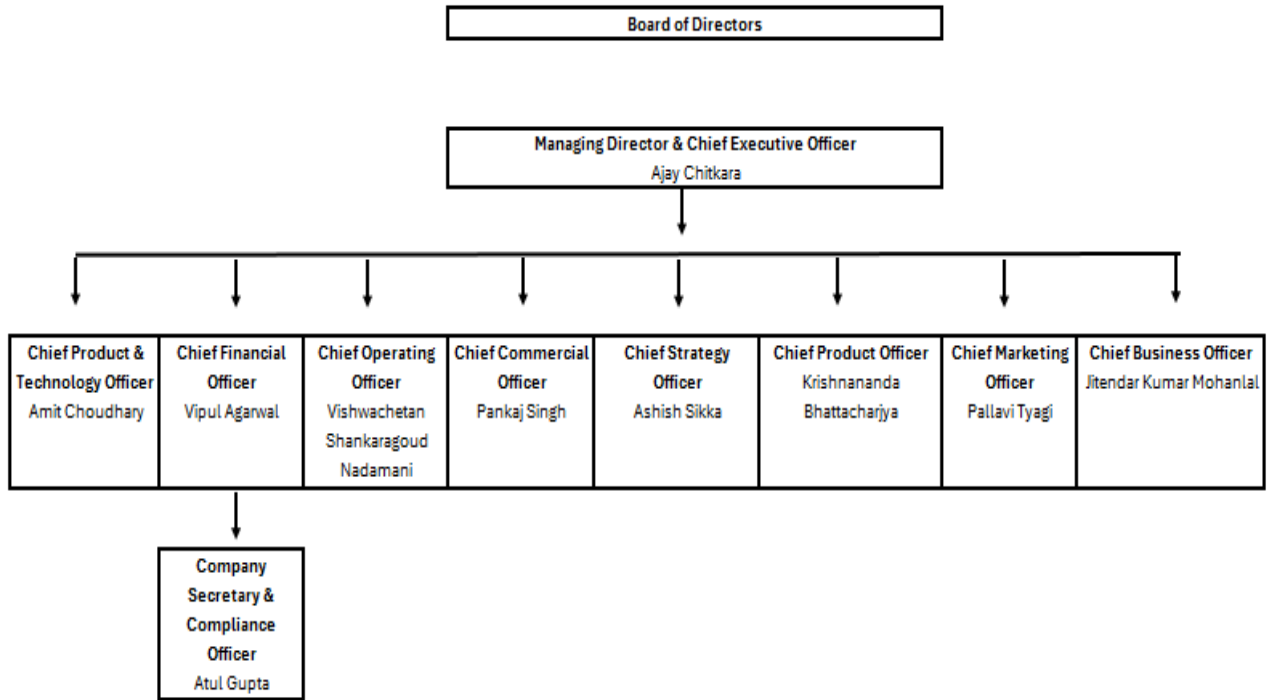 Board of Directors
Managing Director & Chief Executive Officer
Ajay Chitkara
Chief Product &
Technology Officer
Amit Choudhary
Chief Financial
Officer
Vipul Agarwal
Chief Operating
Officer
Vishwachetan
Shankaragoud
Nadamani
Chief Commercial
Officer
Pankaj Singh
Chief Strategy
Officer
Ashish Sikka
Chief Product Officer
Krishnananda
Bhattacharjya
Chief Marketing
Officer
Pallavi Tyagi
Chief Business Officer
Jitendar Kumar Mohanlal
Company
Secretary &
Compliance
Officer
Atul Gupta